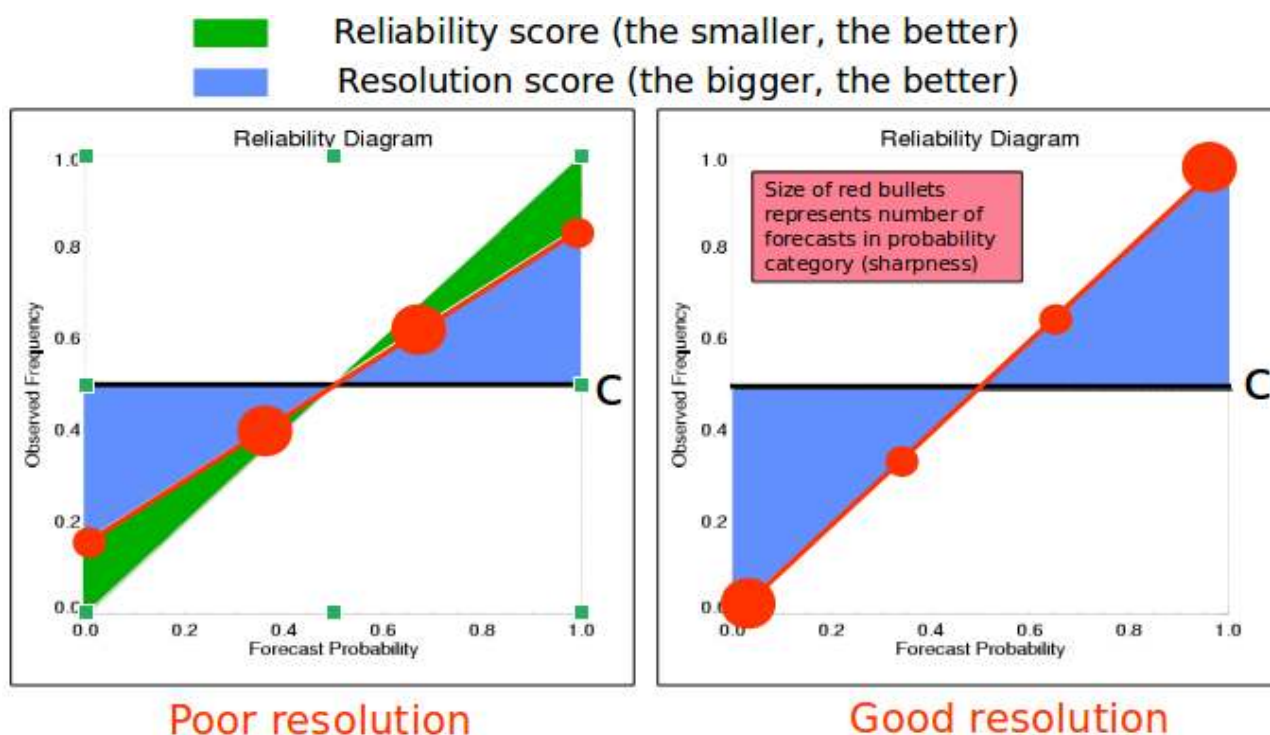 Reliability score (the smaller, the better)
Resolution score (the bigger, the better)
Reliability Diagram
1.0
0.8
0.6
0.4
0.2
0.0
Observed Frequency
0.0 0.2 0.4 0.6 0.8 1.0
Forecast Probability
C
Poor resolution
Reliability Diagram
Size of red bullets
represents number of
forecasts in probability
category (sharpness)
1.0
0.8
0.6
0.4
0.2
0.0
Observed Frequency
0.0 0.2 0.4 0.6 0.8 1.0
Forecast Probability
C
Good resolution